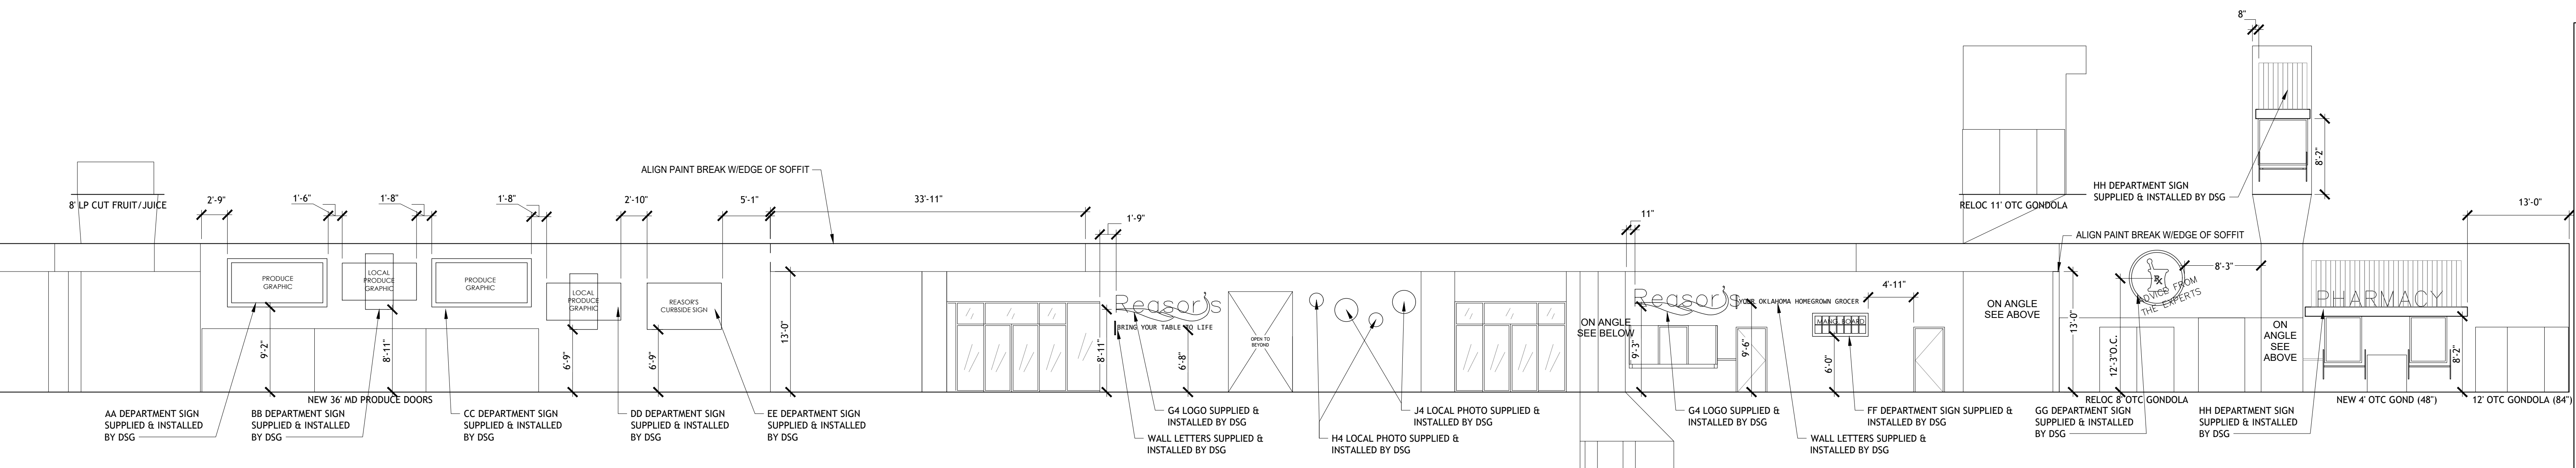 8"
8'-2"
HH DEPARTMENT SIGN
SUPPLIED & INSTALLED BY DSG
RELOC 11' OTC GONDOLA
ALIGN PAINT BREAK W/EDGE OF SOFFIT
8' LP CUT FRUIT/JUICE
2'-9"
1'-6"
1'-8"
1'-8"
2'-10"
5'-1"
33'-11"
1'-9"
11"
13'-0"
ALIGN PAINT BREAK W/EDGE OF SOFFIT
PRODUCE
GRAPHIC
LOCAL
PRODUCE
GRAPHIC
PRODUCE
GRAPHIC
LOCAL
PRODUCE
GRAPHIC
REASOR'S
CURBSIDE SIGN
9'-2"
8'-11"
6'-9"
6'-9"
13'-0"
8'-11"
Reasor's
BRING YOUR TABLE TO LIFE
6'-8"
OPEN TO
BEYOND
ON ANGLE
SEE BELOW
Reasor's
YOUR OKLAHOMA HOMEGROWN GROCER
9'-3"
9'-6"
MANG. BOARD
6'-0"
4'-11"
ON ANGLE
SEE ABOVE
13'-0"
12'-3"O.C.
Rx
ADVICE FROM
THE EXPERTS
8'-3"
ON
ANGLE
SEE
ABOVE
PHARMACY
8'-2"
NEW 36' MD PRODUCE DOORS
RELOC 8' OTC GONDOLA
NEW 4' OTC GOND (48")
12' OTC GONDOLA (84")
AA DEPARTMENT SIGN
SUPPLIED & INSTALLED
BY DSG
BB DEPARTMENT SIGN
SUPPLIED & INSTALLED
BY DSG
CC DEPARTMENT SIGN
SUPPLIED & INSTALLED
BY DSG
DD DEPARTMENT SIGN
SUPPLIED & INSTALLED
BY DSG
EE DEPARTMENT SIGN
SUPPLIED & INSTALLED
BY DSG
G4 LOGO SUPPLIED &
INSTALLED BY DSG
WALL LETTERS SUPPLIED &
INSTALLED BY DSG
J4 LOCAL PHOTO SUPPLIED &
INSTALLED BY DSG
H4 LOCAL PHOTO SUPPLIED &
INSTALLED BY DSG
G4 LOGO SUPPLIED &
INSTALLED BY DSG
WALL LETTERS SUPPLIED &
INSTALLED BY DSG
FF DEPARTMENT SIGN SUPPLIED &
INSTALLED BY DSG
GG DEPARTMENT SIGN
SUPPLIED & INSTALLED
BY DSG
HH DEPARTMENT SIGN
SUPPLIED & INSTALLED
BY DSG